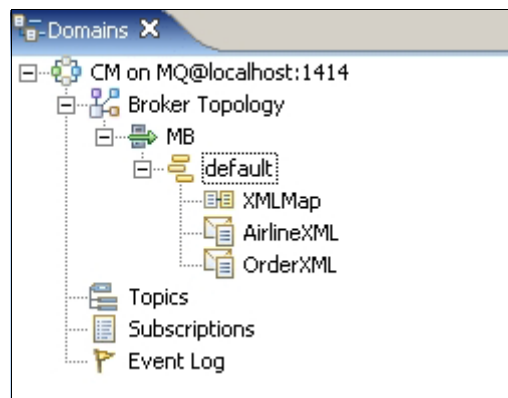 Domains
CM on MQ@localhost:1414
Broker Topology
MB
default
XMLMap
AirlineXML
OrderXML
Topics
Subscriptions
Event Log